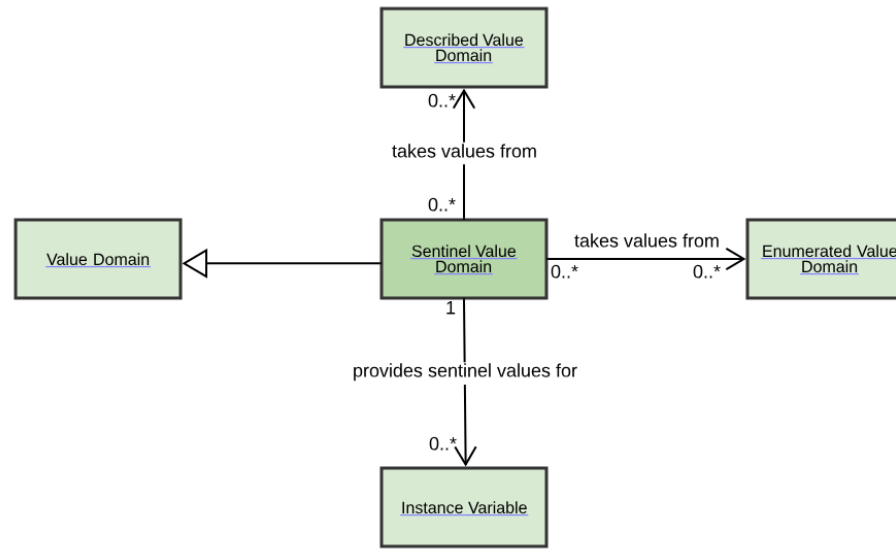 Described Value
Domain
0..*
takes values from
0..*
Value Domain
Sentinel Value
Domain
takes values from
0..*
0..*
Enumerated Value
Domain
1
provides sentinel values for
0..*
Instance Variable